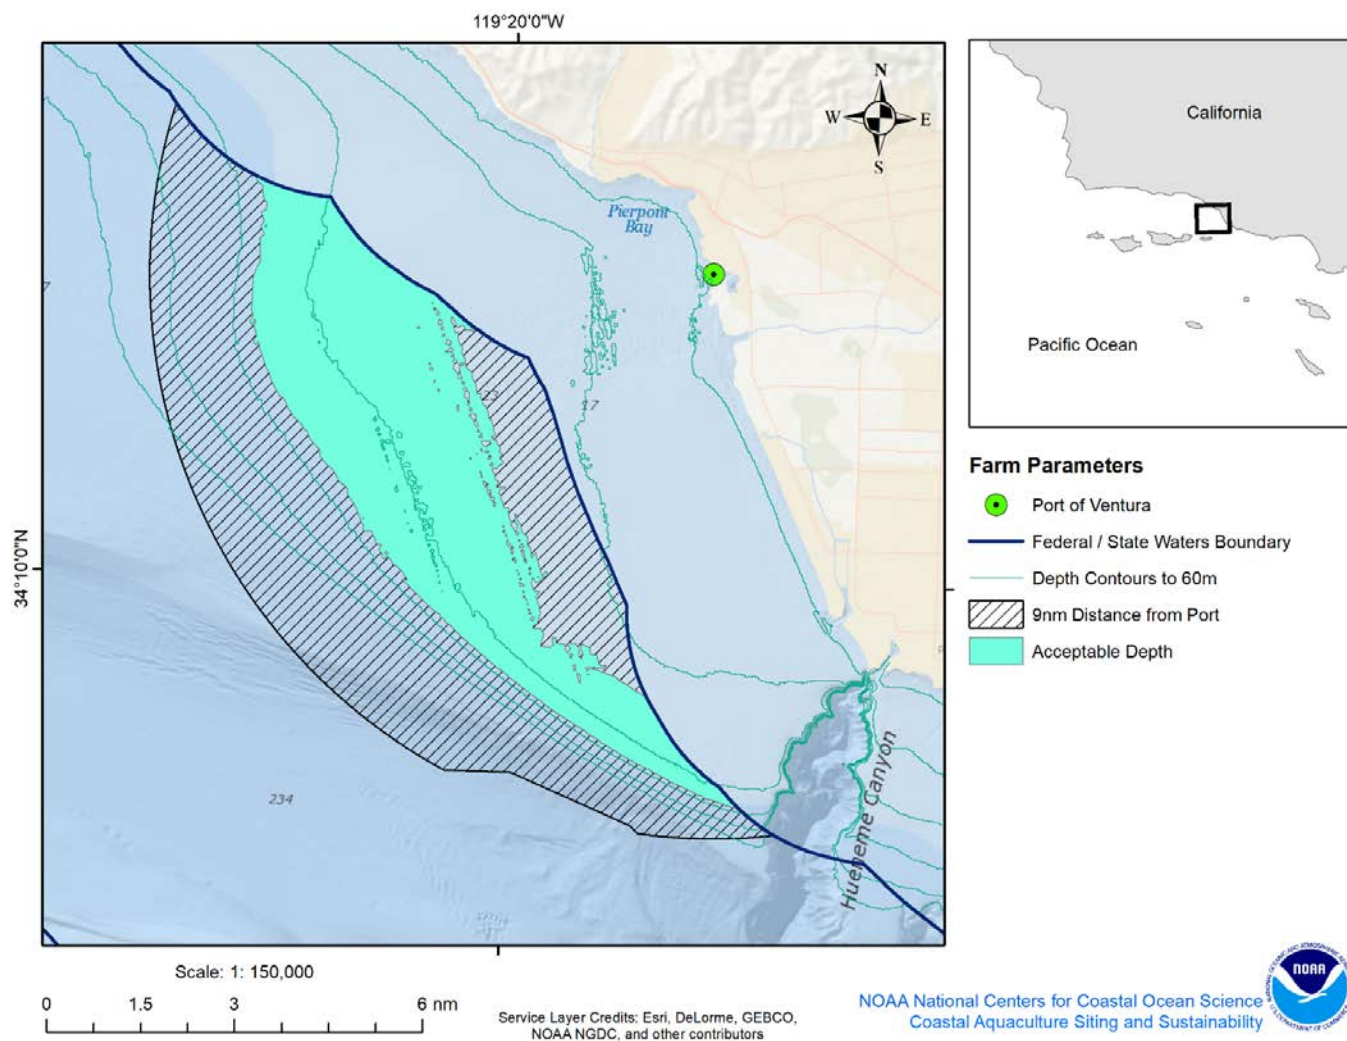 119°20'0"W
N
W
E
S
Pierpont
Bay
23
17
34°10'0"N
234
Hueneme Canyon
California
Pacific Ocean
Farm Parameters
Port of Ventura
Federal / State Waters Boundary
Depth Contours to 60m
9nm Distance from Port
Acceptable Depth
Scale: 1: 150,000
0 1.5 3 6 nm
Service Layer Credits: Esri, DeLorme, GEBCO,
NOAA NGDC, and other contributors
NOAA National Centers for Coastal Ocean Science
Coastal Aquaculture Siting and Sustainability
NOAA